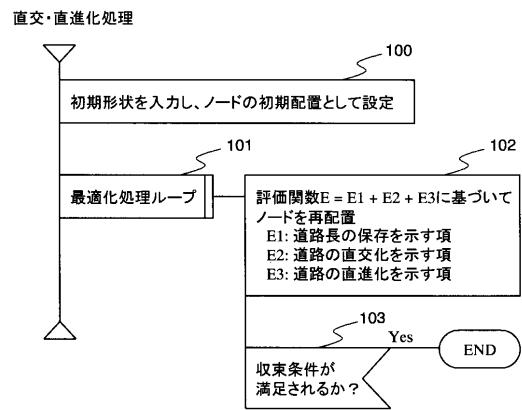 直交・直進化処理
100
初期形状を入力し、ノードの初期配置として設定
101
最適化処理ループ
102
評価関数E = E1 + E2 + E3に基づいて
ノードを再配置
E1: 道路長の保存を示す項
E2: 道路の直交化を示す項
E3: 道路の直進化を示す項
103
収束条件が
満足されるか？
Yes
END